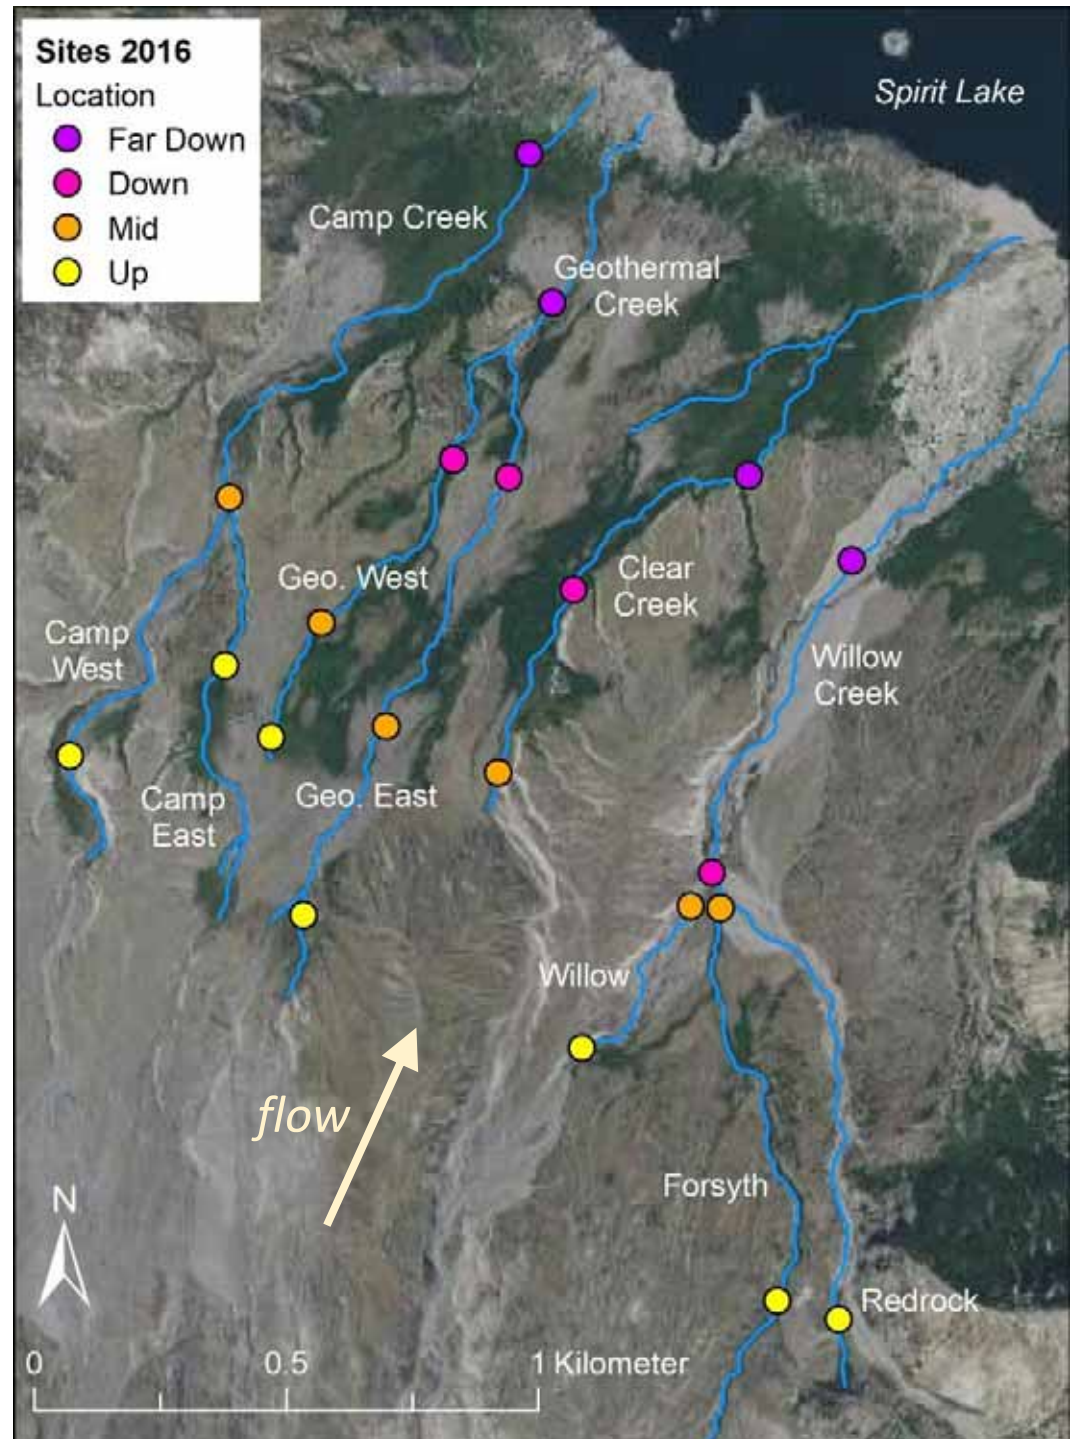 Sites 2016
Location
Far Down
Down
Mid
Up
Spirit Lake
Camp Creek
Geothermal
Creek
Geo. West
Clear
Creek
Camp
West
Willow
Creek
Camp
East
Geo. East
Willow
flow
Forsyth
N
Redrock
0 0.5 1 Kilometer